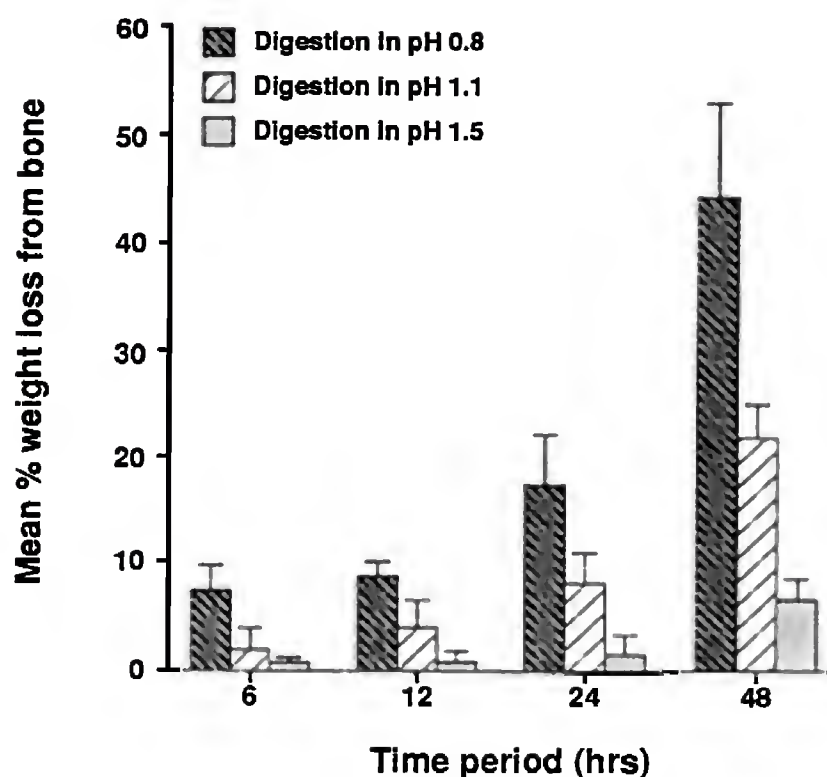 60
50
40
30
20
10
0
Mean % weight loss from bone
Digestion in pH 0.8
Digestion in pH 1.1
Digestion in pH 1.5
6 12 24 48
Time period (hrs)